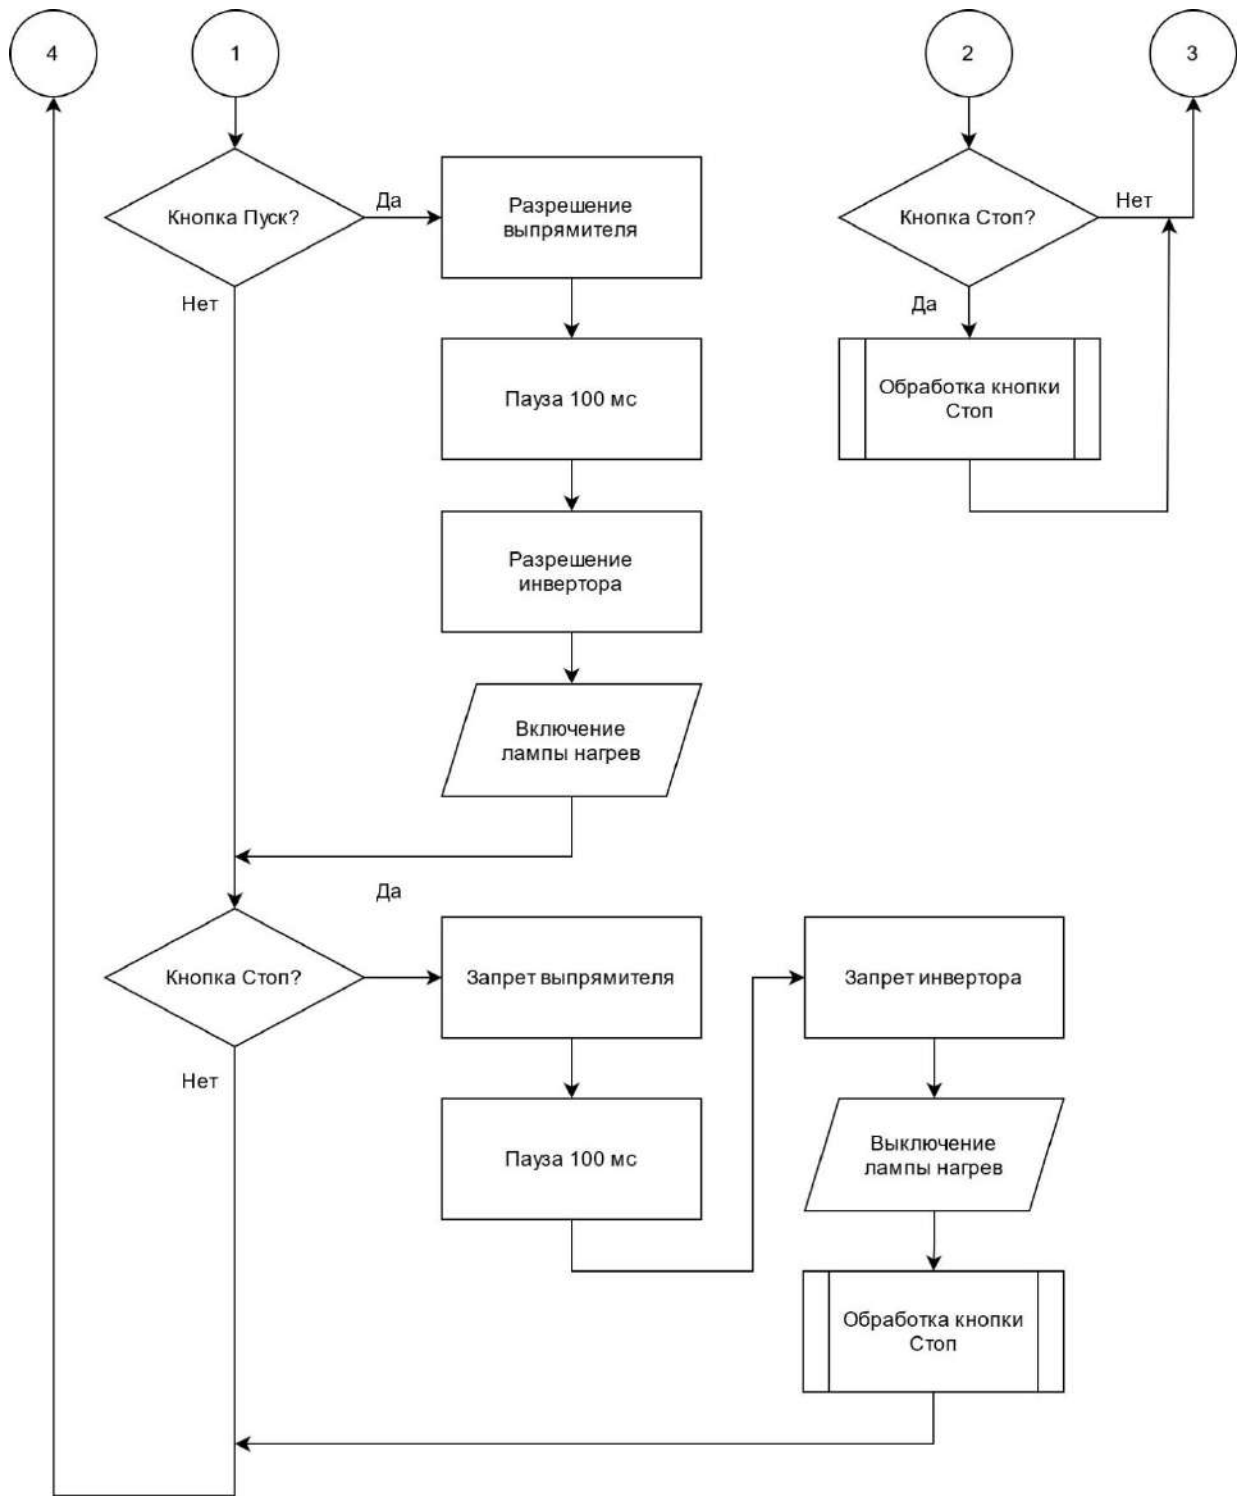 4
1
2
3
Кнопка Пуск?
Да
Разрешение
выпрямителя
Кнопка Стоп?
Нет
Нет
Да
Пауза 100 мс
Обработка кнопки
Стоп
Разрешение
инвертора
Включение
лампы нагрев
Да
Кнопка Стоп?
Запрет выпрямителя
Запрет инвертора
Нет
Пауза 100 мс
Выключение
лампы нагрев
Обработка кнопки
Стоп